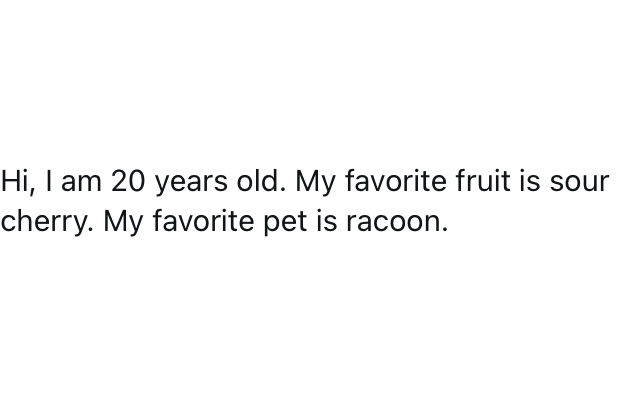 Hi, I am 20 years old. My favorite fruit is sour
cherry. My favorite pet is racoon.